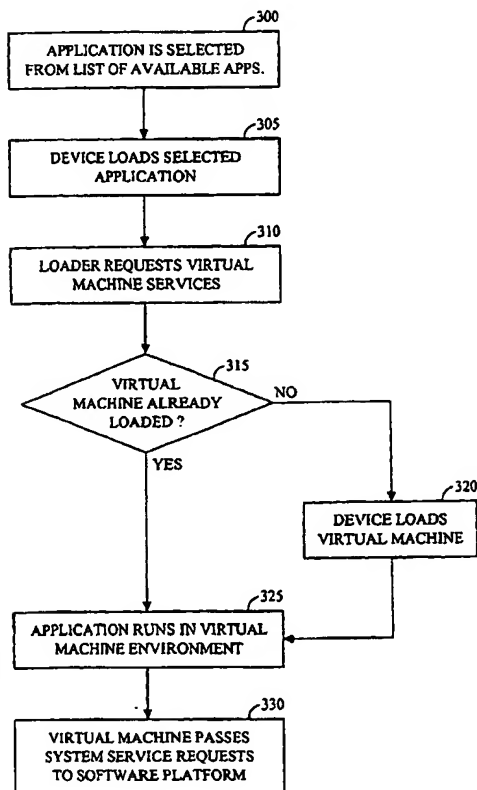 300
APPLICATION IS SELECTED
FROM LIST OF AVAILABLE APPS.
305
DEVICE LOADS SELECTED
APPLICATION
310
LOADER REQUESTS VIRTUAL
MACHINE SERVICES
315
VIRTUAL
MACHINE ALREADY
LOADED ?
NO
YES
320
DEVICE LOADS
VIRTUAL MACHINE
325
APPLICATION RUNS IN VIRTUAL
MACHINE ENVIRONMENT
330
VIRTUAL MACHINE PASSES
SYSTEM SERVICE REQUESTS
TO SOFTWARE PLATFORM